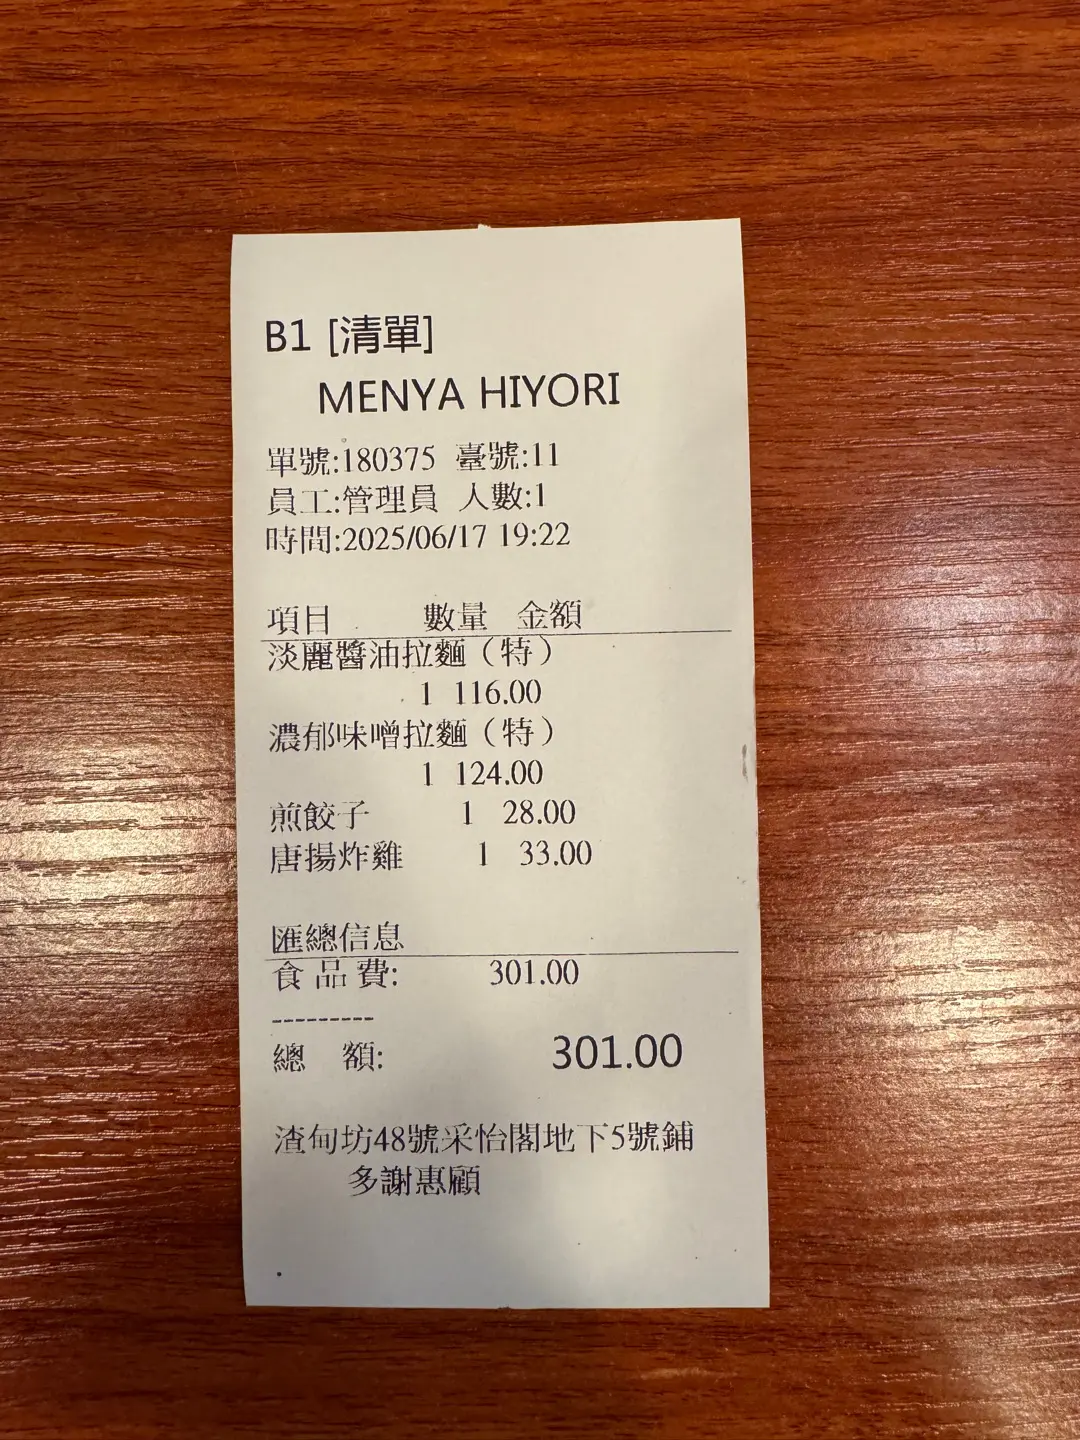 B1 [清單]
MENYA HIYORI
單號:180375 臺號:11
員工:管理員 人數:1
時間:2025/06/17 19:22
項目 數量 金額
淡麗醬油拉麵（特）
1 116.00
濃郁味噌拉麵（特）
1 124.00
煎餃子 1 28.00
唐揚炸雞 1 33.00
匯總信息
食品費: 301.00
---------
總 額: 301.00
渣甸坊48號采怡閣地下5號鋪
多謝惠顧